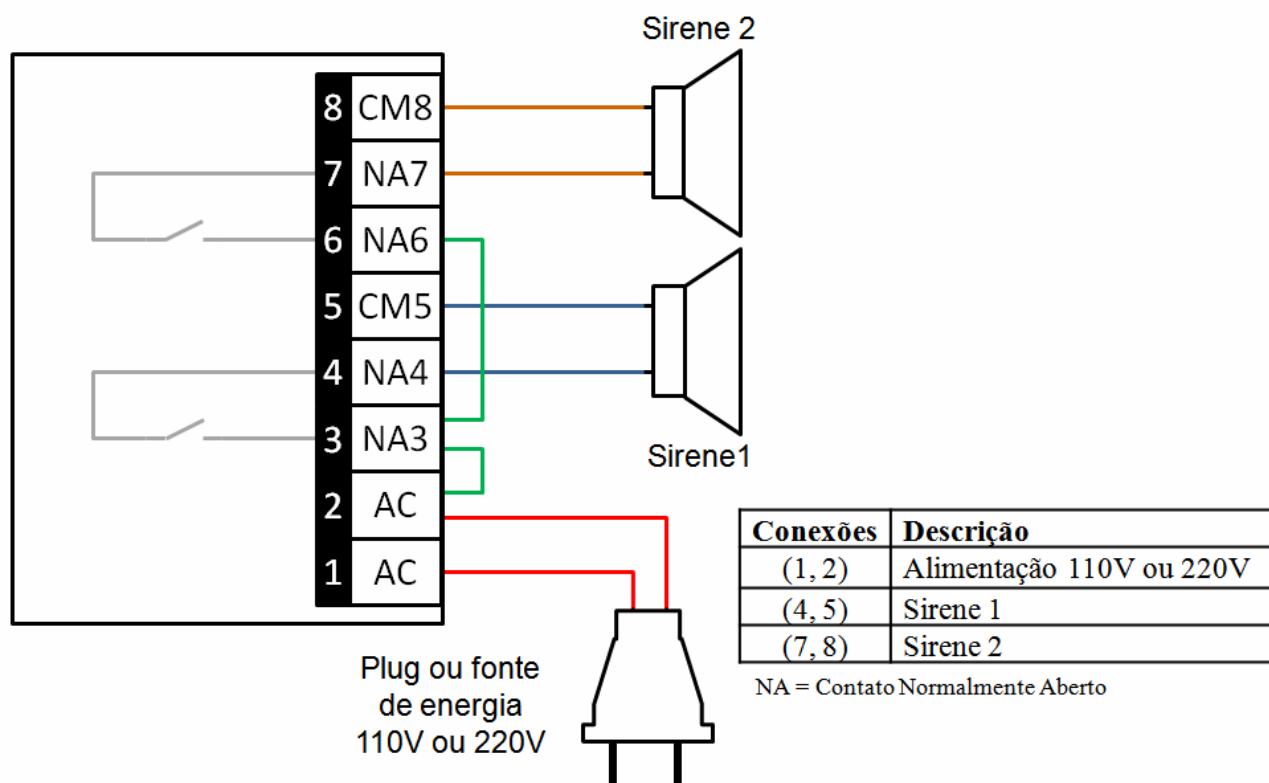 Sirene 2
8 CM8
7 NA7
6 NA6
5 CM5
4 NA4
3 NA3
2 AC
1 AC
Sirene1
Conexões Descrição
(1, 2) Alimentação 110V ou 220V
(4, 5) Sirene 1
(7, 8) Sirene 2
NA = Contato Normalmente Aberto
Plug ou fonte
de energia
110V ou 220V